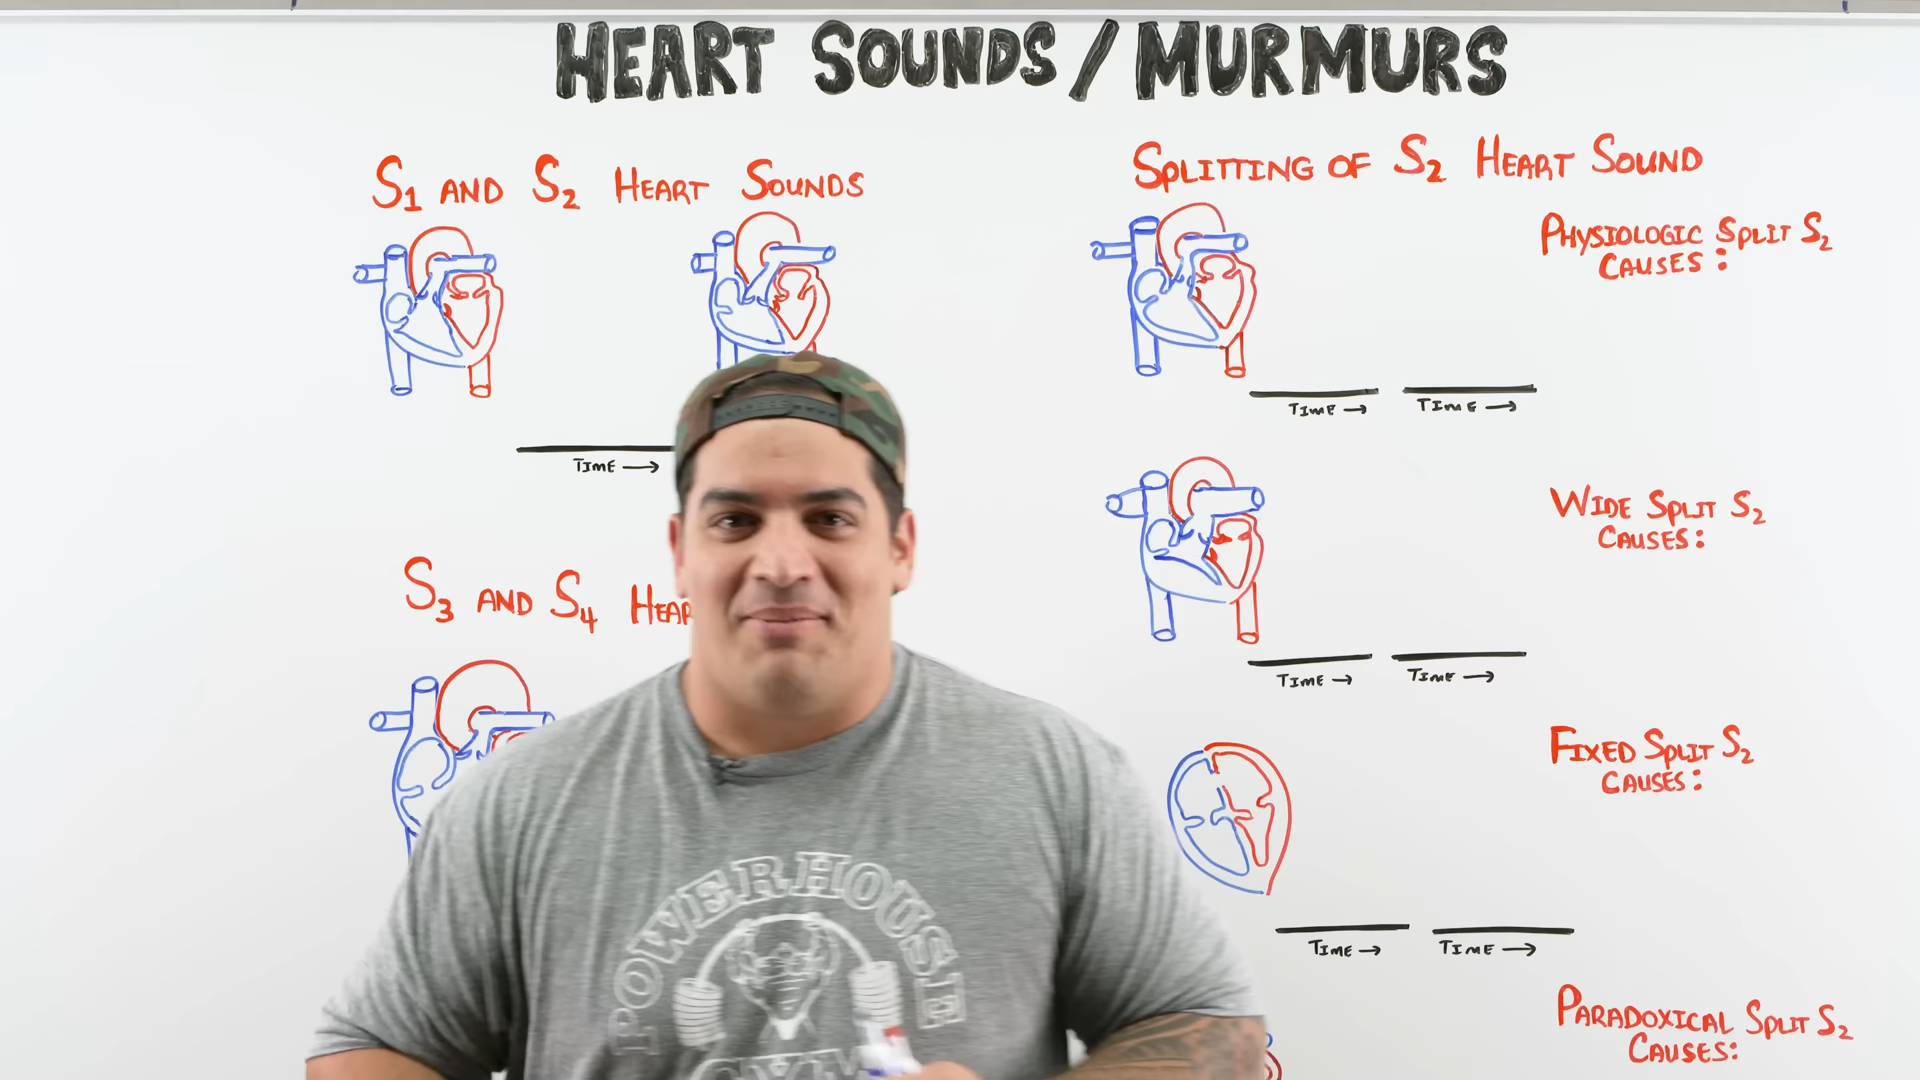 HEART SOUNDS / MURMURS
S1 AND S2 HEART SOUNDS
TIME →
S3 AND S4 HEAR
SPLITTING OF S2 HEART SOUND
PHYSIOLOGIC SPLIT S2
CAUSES:
TIME → TIME →
WIDE SPLIT S2
CAUSES:
TIME → TIME →
FIXED SPLIT S2
CAUSES:
TIME → TIME →
PARADOXICAL SPLIT S2
CAUSES:
POWERHOUSE
GYM